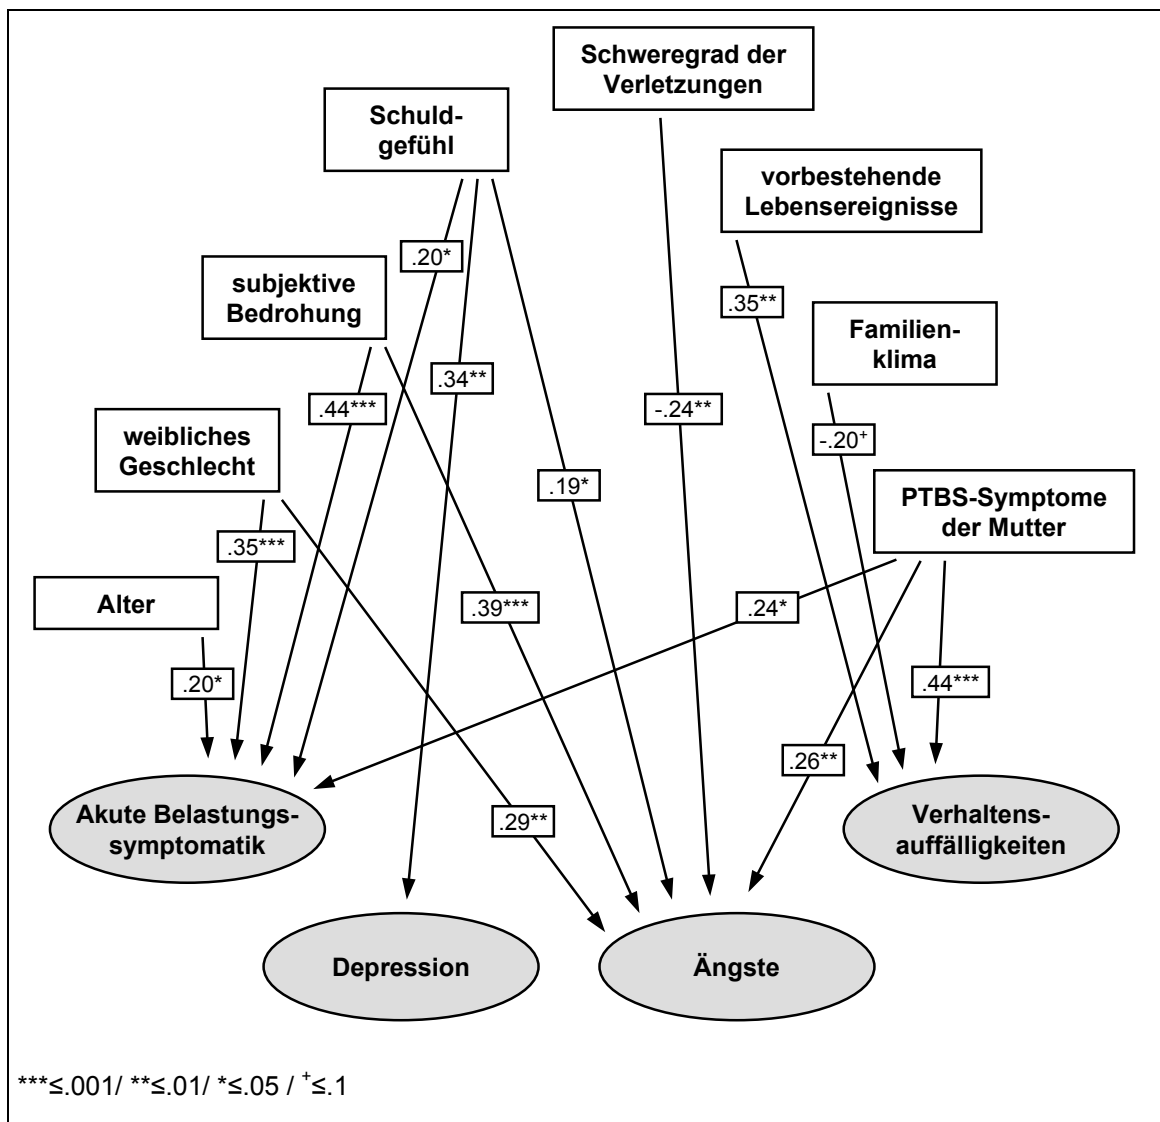 Schweregrad der
Verletzungen
Schuld-
gefühl
vorbestehende
Lebensereignisse
.20*
subjektive
Bedrohung
.35**
Familien-
klima
.34**
.44***
-.24**
weibliches
Geschlecht
-.20+
.19*
PTBS-Symptome
der Mutter
.35***
Alter
.39***
.24*
.20*
.44***
.26**
Akute Belastungs-
symptomatik
.29**
Verhaltens-
auffälligkeiten
Depression
Ängste
***≤.001/ **≤.01/ *≤.05 / +≤.1